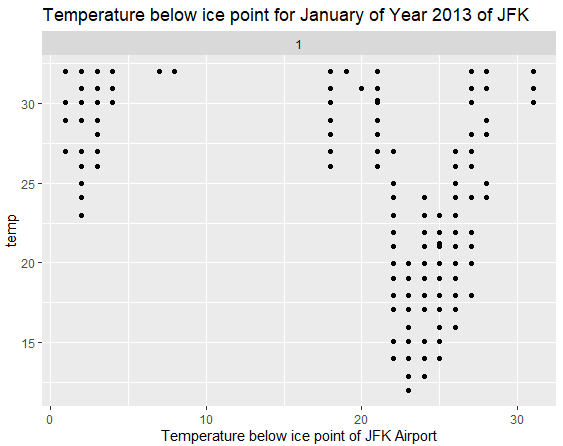 Temperature below ice point for January of Year 2013 of JFK
1
30
25
20
15
temp
0 10 20 30
Temperature below ice point of JFK Airport